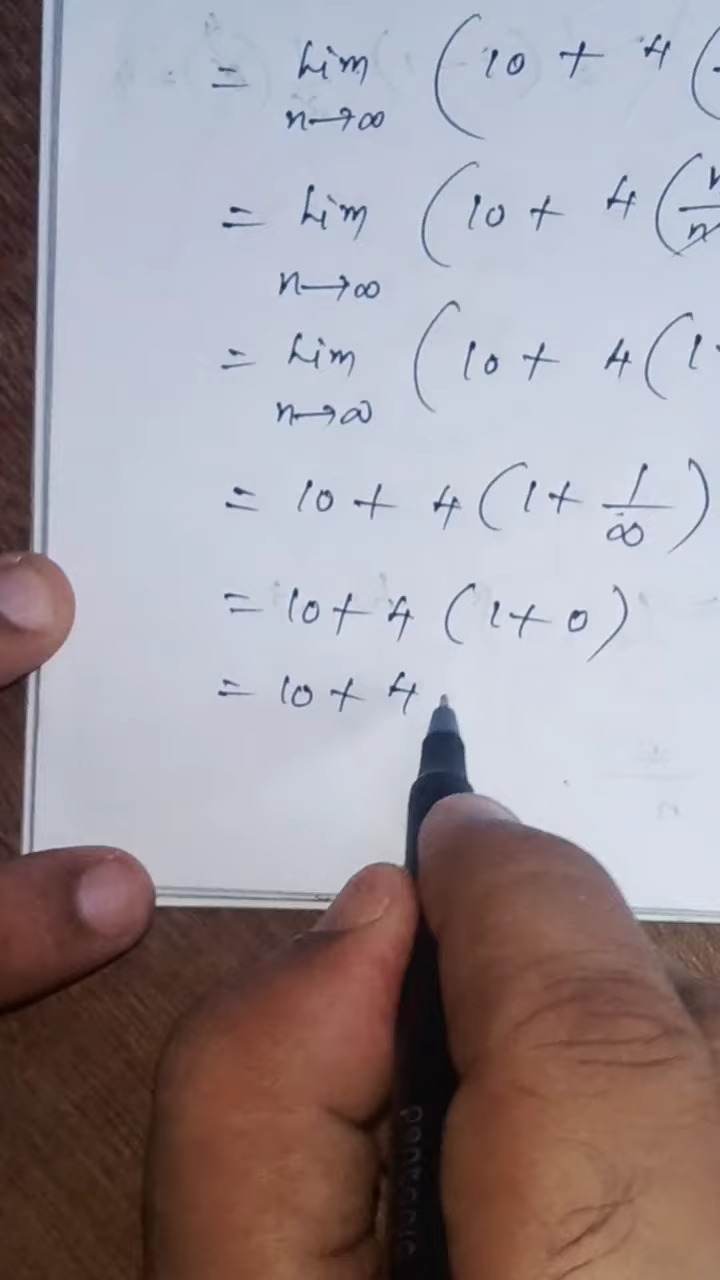 = Lim n→∞ (10 + 4 (
= Lim n→∞ (10 + 4 (n/n
= Lim n→∞ (10 + 4 (1
= 10 + 4 (1 + 1/∞)
= 10 + 4 (1 + 0)
= 10 + 4
pentonic